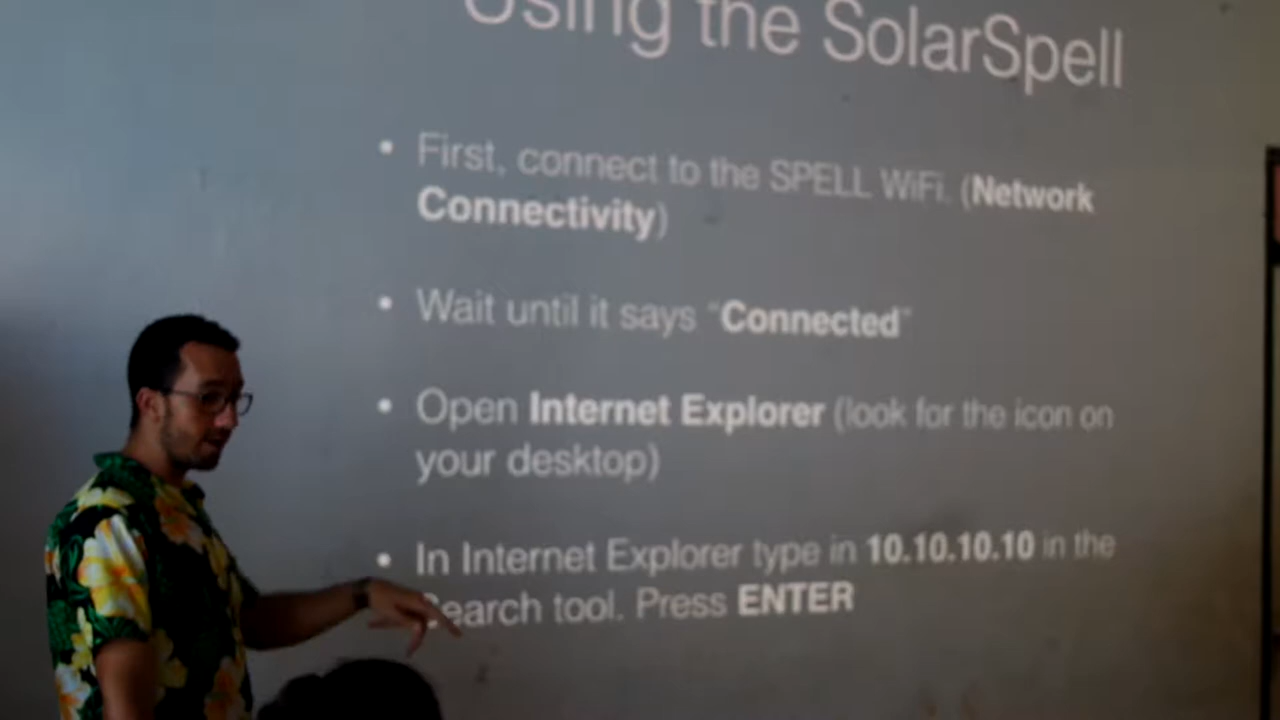 Using the SolarSpell
• First, connect to the SPELL WiFi. (Network
Connectivity)
• Wait until it says "Connected"
• Open Internet Explorer (look for the icon on
your desktop)
• In Internet Explorer type in 10.10.10.10 in the
Search tool. Press ENTER